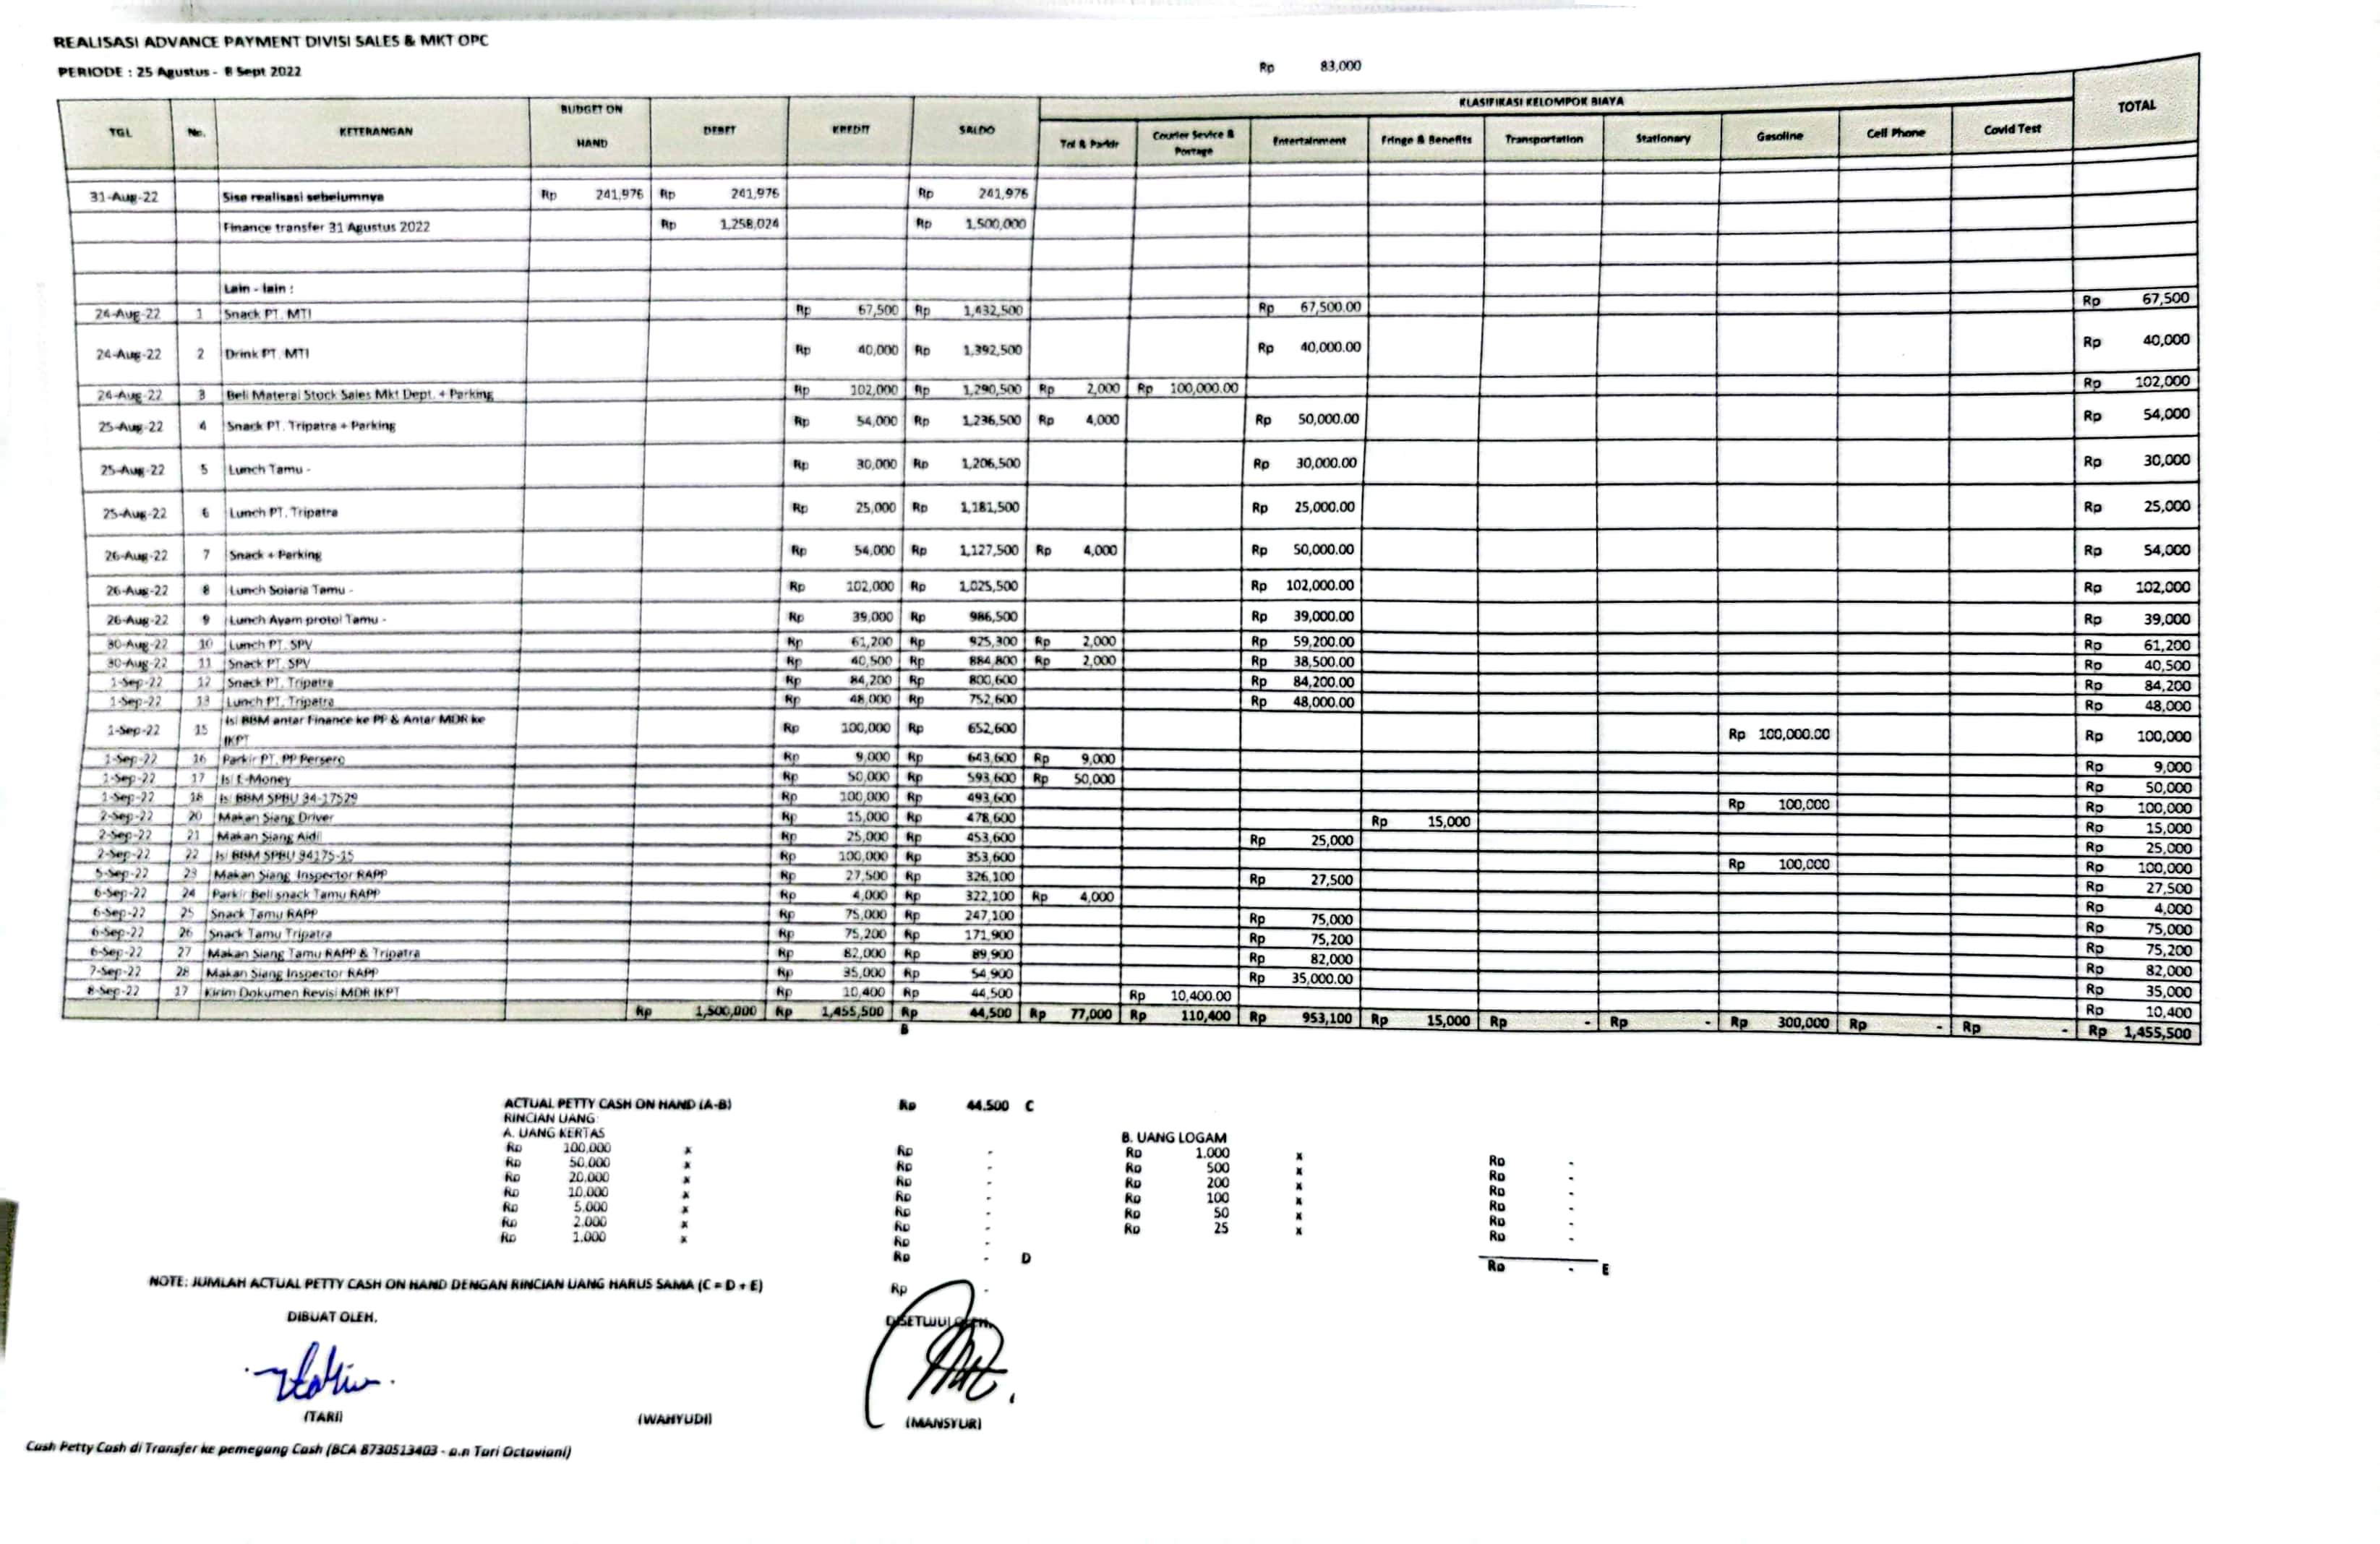 REALISASI ADVANCE PAYMENT DIVISI SALES & MKT OPC
PERIODE : 25 Agustus - 8 Sept 2022
Rp 83,000
TGL No. KETERANGAN BUDGET ON HAND DEBET KREDIT SALDO KLASIFIKASI KELOMPOK BIAYA TOTAL
Tol & Parkir Courier Sevice & Postage Entertainment Fringe & Benefits Transportation Stationary Gasoline Cell Phone Covid Test
31-Aug-22 Sisa realisasi sebelumnya Rp 241,976 Rp 241,976 Rp 241,976
Finance transfer 31 Agustus 2022 Rp 1,258,024 Rp 1,500,000
Lain - lain :
24-Aug-22 1 Snack PT. MTI Rp 67,500 Rp 1,432,500 Rp 67,500.00 Rp 67,500
24-Aug-22 2 Drink PT. MTI Rp 40,000 Rp 1,392,500 Rp 40,000.00 Rp 40,000
24-Aug-22 3 Beli Materai Stock Sales Mkt Dept. + Parking Rp 102,000 Rp 1,290,500 Rp 2,000 Rp 100,000.00 Rp 102,000
25-Aug-22 4 Snack PT. Tripatra + Parking Rp 54,000 Rp 1,236,500 Rp 4,000 Rp 50,000.00 Rp 54,000
25-Aug-22 5 Lunch Tamu - Rp 30,000 Rp 1,206,500 Rp 30,000.00 Rp 30,000
25-Aug-22 6 Lunch PT. Tripatra Rp 25,000 Rp 1,181,500 Rp 25,000.00 Rp 25,000
26-Aug-22 7 Snack + Parking Rp 54,000 Rp 1,127,500 Rp 4,000 Rp 50,000.00 Rp 54,000
26-Aug-22 8 Lunch Solaria Tamu - Rp 102,000 Rp 1,025,500 Rp 102,000.00 Rp 102,000
26-Aug-22 9 Lunch Ayam protol Tamu - Rp 39,000 Rp 986,500 Rp 39,000.00 Rp 39,000
30-Aug-22 10 Lunch PT. SPV Rp 61,200 Rp 925,300 Rp 2,000 Rp 59,200.00 Rp 61,200
30-Aug-22 11 Snack PT. SPV Rp 40,500 Rp 884,800 Rp 2,000 Rp 38,500.00 Rp 40,500
1-Sep-22 12 Snack PT. Tripatra Rp 84,200 Rp 800,600 Rp 84,200.00 Rp 84,200
1-Sep-22 13 Lunch PT. Tripatra Rp 48,000 Rp 752,600 Rp 48,000.00 Rp 48,000
1-Sep-22 15 Isi BBM antar Finance ke PP & Antar MDR ke IKPT Rp 100,000 Rp 652,600 Rp 100,000.00 Rp 100,000
1-Sep-22 16 Parkir PT. PP Persero Rp 9,000 Rp 643,600 Rp 9,000 Rp 9,000
1-Sep-22 17 Isi E-Money Rp 50,000 Rp 593,600 Rp 50,000 Rp 50,000
1-Sep-22 18 Isi BBM SPBU 34-17529 Rp 100,000 Rp 493,600 Rp 100,000 Rp 100,000
2-Sep-22 20 Makan Siang Driver Rp 15,000 Rp 478,600 Rp 15,000 Rp 15,000
2-Sep-22 21 Makan Siang Aidil Rp 25,000 Rp 453,600 Rp 25,000 Rp 25,000
2-Sep-22 22 Isi BBM SPBU 34175-15 Rp 100,000 Rp 353,600 Rp 100,000 Rp 100,000
5-Sep-22 23 Makan Siang Inspector RAPP Rp 27,500 Rp 326,100 Rp 27,500 Rp 27,500
6-Sep-22 24 Parkir Beli snack Tamu RAPP Rp 4,000 Rp 322,100 Rp 4,000 Rp 4,000
6-Sep-22 25 Snack Tamu RAPP Rp 75,000 Rp 247,100 Rp 75,000 Rp 75,000
6-Sep-22 26 Snack Tamu Tripatra Rp 75,200 Rp 171,900 Rp 75,200 Rp 75,200
6-Sep-22 27 Makan Siang Tamu RAPP & Tripatra Rp 82,000 Rp 89,900 Rp 82,000 Rp 82,000
7-Sep-22 28 Makan Siang Inspector RAPP Rp 35,000 Rp 54,900 Rp 35,000.00 Rp 35,000
8-Sep-22 17 Kirim Dokumen Revisi MDR IKPT Rp 10,400 Rp 44,500 Rp 10,400.00 Rp 10,400
Rp 1,500,000 Rp 1,455,500 Rp 44,500 Rp 77,000 Rp 110,400 Rp 953,100 Rp 15,000 Rp - Rp - Rp 300,000 Rp - Rp - Rp 1,455,500
B
ACTUAL PETTY CASH ON HAND (A-B) Rp 44.500 C
RINCIAN UANG:
A. UANG KERTAS B. UANG LOGAM
Rp 100,000 x Rp - Rp 1.000 x Rp -
Rp 50.000 x Rp - Rp 500 x Rp -
Rp 20.000 x Rp - Rp 200 x Rp -
Rp 10.000 x Rp - Rp 100 x Rp -
Rp 5.000 x Rp - Rp 50 x Rp -
Rp 2.000 x Rp - Rp 25 x Rp -
Rp 1.000 x Rp -
Rp - D Rp - E
NOTE: JUMLAH ACTUAL PETTY CASH ON HAND DENGAN RINCIAN UANG HARUS SAMA (C = D + E) Rp -
DIBUAT OLEH, DISETUJUI OLEH,
(TARI) (WAHYUDI) (MANSYUR)
Cash Petty Cash di Transfer ke pemegang Cash (BCA 8730513403 - a.n Tari Octaviani)